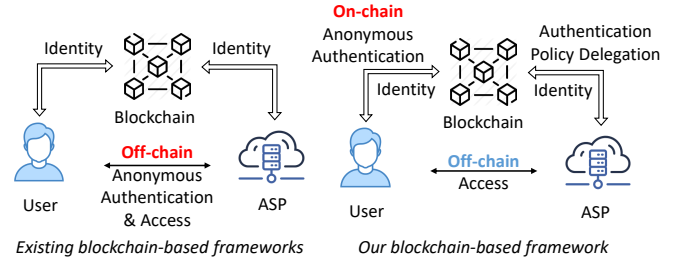 Identity
Identity
Blockchain
Off-chain
Anonymous
Authentication
& Access
User
ASP
Existing blockchain-based frameworks
On-chain
Anonymous
Authentication
Authentication
Policy Delegation
Identity
Identity
Blockchain
Off-chain
Access
User
ASP
Our blockchain-based framework